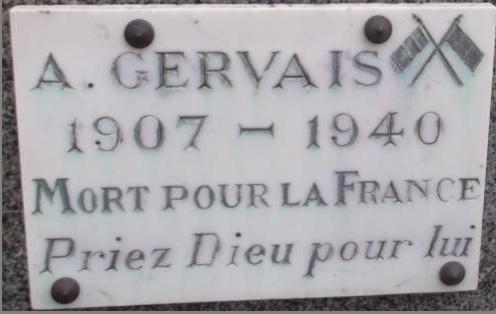 A. GERVAIS
1907 - 1940
MORT POUR LA FRANCE
Priez Dieu pour lui